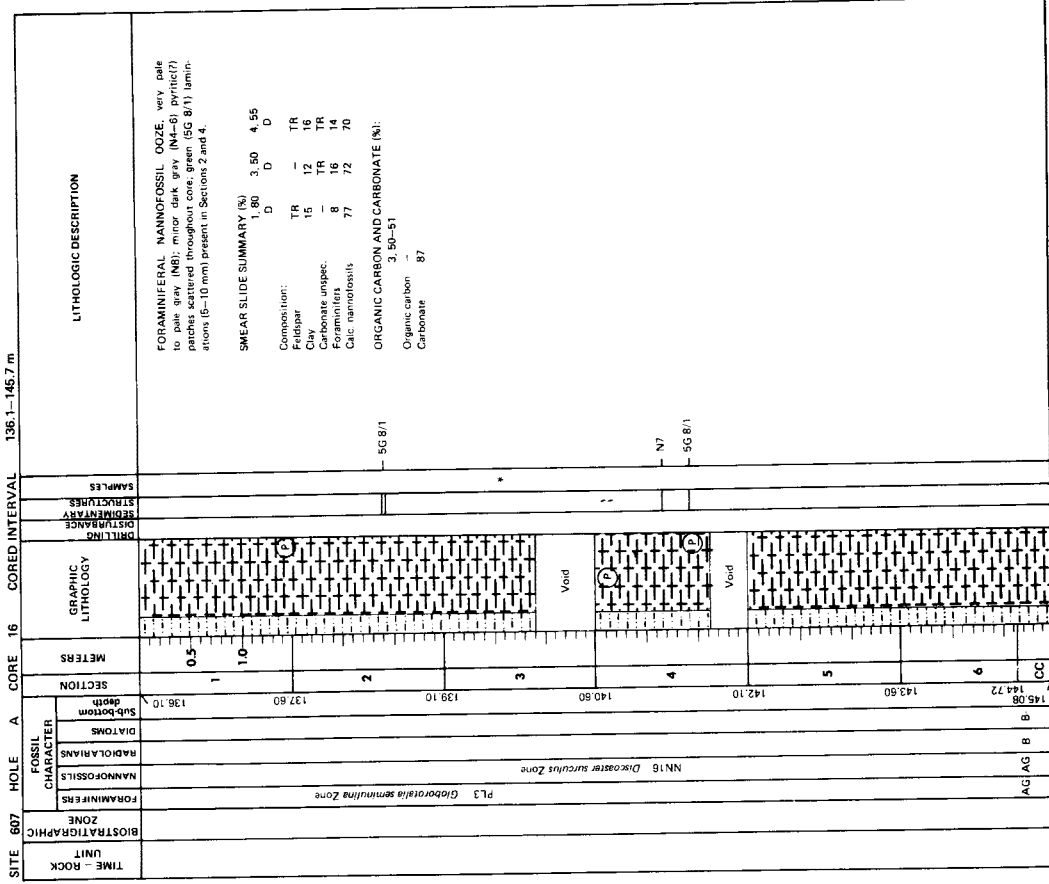 SITE 607 HOLE A CORE 16 CORED INTERVAL 136.1–145.7 m
TIME – ROCK UNIT
BIOSTRATIGRAPHIC ZONE
FOSSIL CHARACTER
FORAMINIFERS
NANNOFOSSILS
RADIOLARIANS
DIATOMS
Sub-bottom depth
SECTION
METERS
GRAPHIC LITHOLOGY
DRILLING DISTURBANCE
SEDIMENTARY STRUCTURES
SAMPLES
LITHOLOGIC DESCRIPTION
PL3 Globorotalia seminulina Zone
NN16 Discoaster surculus Zone
136.10
137.60
139.10
140.60
142.10
143.60
144.72
145.08
1
2
3
4
5
6
CC
0.5
1.0
P
Void
P
P
Void
*
5G 8/1
N7
5G 8/1
AG AG B B
FORAMINIFERAL NANNOFOSSIL OOZE, very pale
to pale gray (N8); minor dark gray (N4–6) pyritic(?)
patches scattered throughout core; green (5G 8/1) lamin-
ations (5–10 mm) present in Sections 2 and 4.
SMEAR SLIDE SUMMARY (%)
1, 80 3, 50 4, 55
D D D
Composition:
Feldspar TR – TR
Clay 15 12 16
Carbonate unspec. – TR TR
Foraminifers 8 16 14
Calc. nannofossils 77 72 70
ORGANIC CARBON AND CARBONATE (%):
3, 50–51
Organic carbon –
Carbonate 87